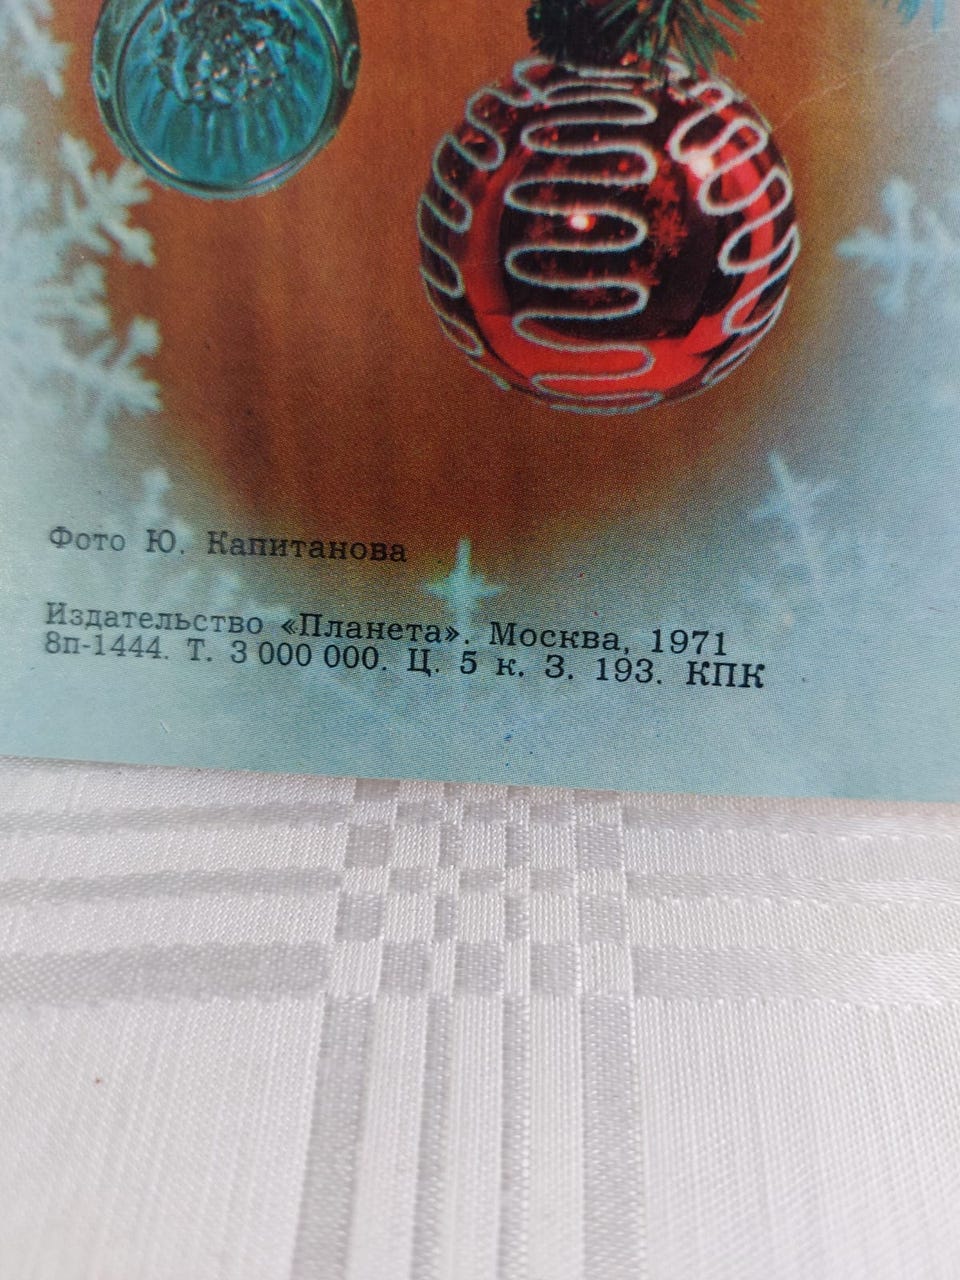 Фото Ю. Капитанова
Издательство «Планета». Москва, 1971
8п-1444. Т. 3 000 000. Ц. 5 к. З. 193. КПК